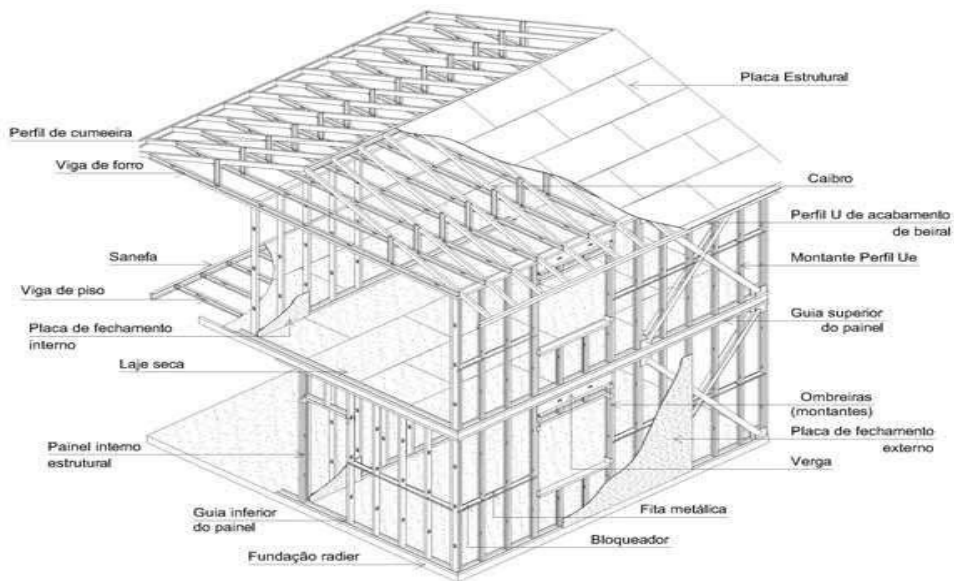 Placa Estrutural
Perfil de cumeeira
Viga de forro
Caibro
Perfil U de acabamento
de beiral
Sanefa
Montante Perfil Ue
Viga de piso
Placa de fechamento
interno
Guia superior
do painel
Laje seca
Ombreiras
(montantes)
Placa de fechamento
externo
Painel interno
estrutural
Verga
Guia inferior
do painel
Fita metálica
Bloqueador
Fundação radier